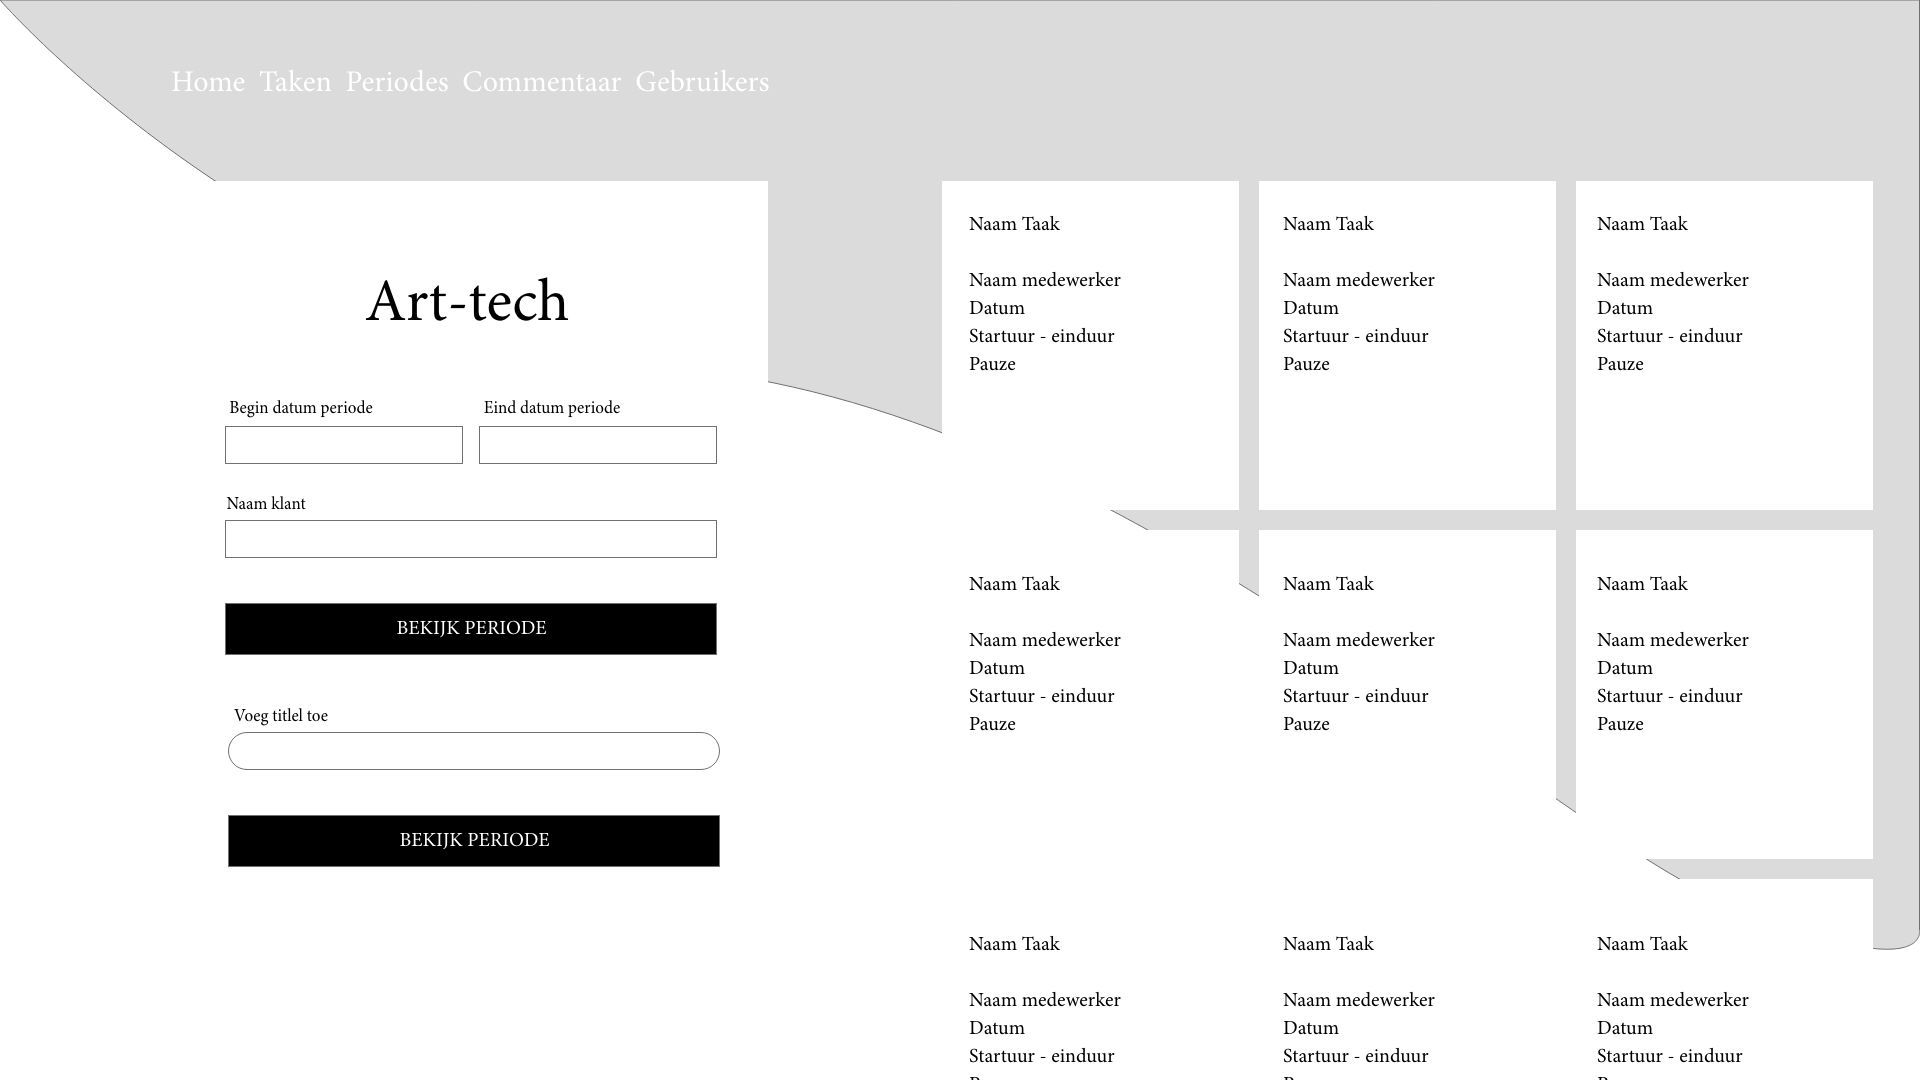 Home Taken Periodes Commentaar Gebruikers
Art-tech
Begin datum periode
Eind datum periode
Naam klant
BEKIJK PERIODE
Voeg titlel toe
BEKIJK PERIODE
Naam Taak
Naam medewerker
Datum
Startuur - einduur
Pauze
Naam Taak
Naam medewerker
Datum
Startuur - einduur
Pauze
Naam Taak
Naam medewerker
Datum
Startuur - einduur
Pauze
Naam Taak
Naam medewerker
Datum
Startuur - einduur
Pauze
Naam Taak
Naam medewerker
Datum
Startuur - einduur
Pauze
Naam Taak
Naam medewerker
Datum
Startuur - einduur
Pauze
Naam Taak
Naam medewerker
Datum
Startuur - einduur
Naam Taak
Naam medewerker
Datum
Startuur - einduur
Naam Taak
Naam medewerker
Datum
Startuur - einduur